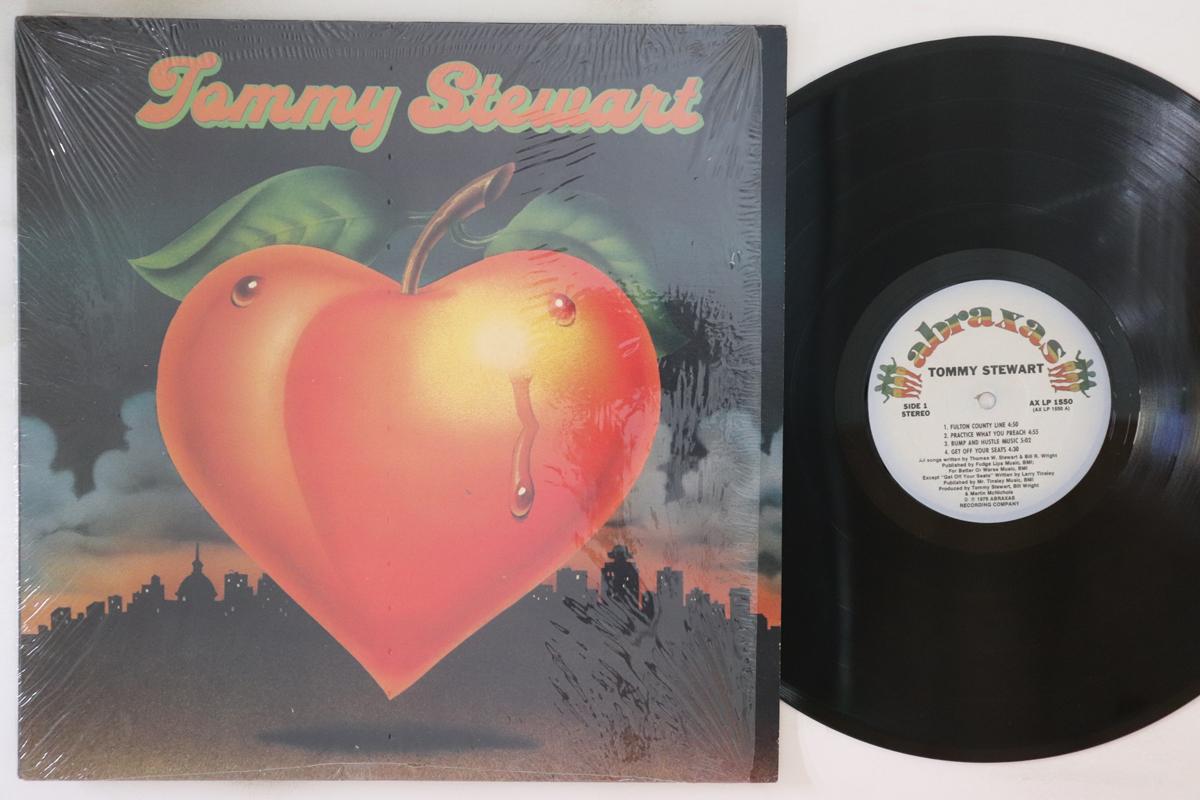 Tommy Stewart
abraxas
TOMMY STEWART
SIDE 1
STEREO
AX LP 1550
(AX LP 1550 A)
1. FULTON COUNTY LINE 4:50
2. PRACTICE WHAT YOU PREACH 4:55
3. BUMP AND HUSTLE MUSIC 5:02
4. GET OFF YOUR SEATS 4:30
All songs written by Thomas W. Stewart & Bill R. Wright
Published by Fudge Lips Music, BMI;
For Better Or Worse Music, BMI
Except "Get Off Your Seats" Written by Larry Tinsley
Published by Mr. Tinsley Music, BMI
Produced by Tommy Stewart, Bill Wright
& Martin McNichols
© ℗ 1976 ABRAXAS
RECORDING COMPANY